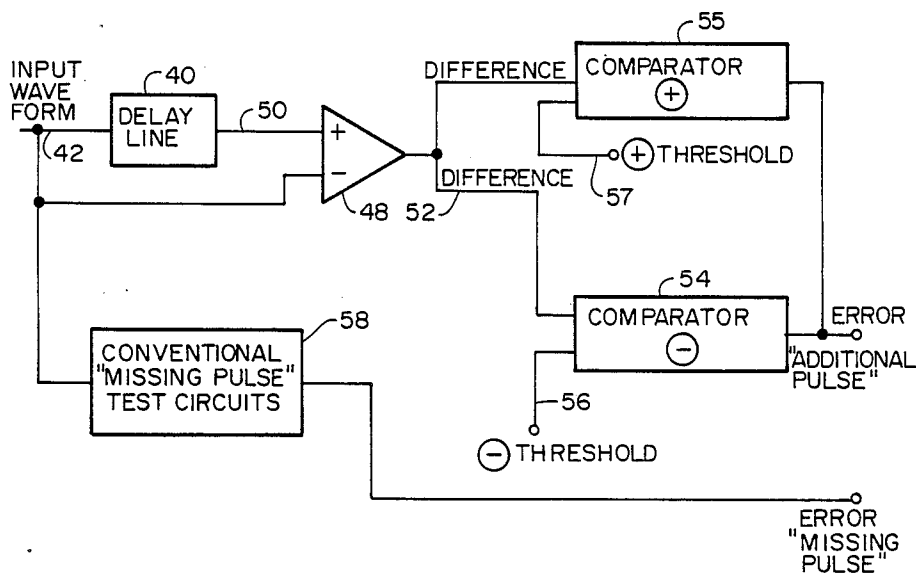 55
40
INPUT
WAVE
FORM
DELAY
LINE
42
50
+
−
48
DIFFERENCE
COMPARATOR
+
+ THRESHOLD
57
DIFFERENCE
52
54
COMPARATOR
−
ERROR
"ADDITIONAL
PULSE"
56
− THRESHOLD
58
CONVENTIONAL
"MISSING PULSE"
TEST CIRCUITS
ERROR
"MISSING
PULSE"